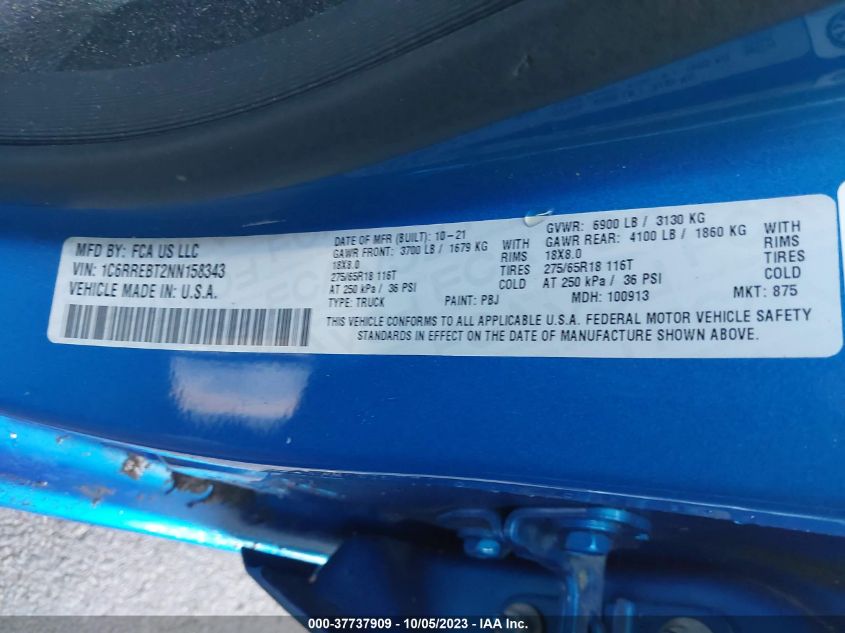 MFD BY: FCA US LLC
VIN: 1C6RREBT2NN158343
VEHICLE MADE IN: U.S.A.
DATE OF MFR (BUILT): 10-21
GAWR FRONT: 3700 LB / 1679 KG WITH
18X8.0 RIMS
275/65R18 116T TIRES
AT 250 kPa / 36 PSI COLD
TYPE: TRUCK PAINT: PBJ
GVWR: 6900 LB / 3130 KG
GAWR REAR: 4100 LB / 1860 KG WITH
18X8.0 RIMS
275/65R18 116T TIRES
AT 250 kPa / 36 PSI COLD
MDH: 100913 MKT: 875
THIS VEHICLE CONFORMS TO ALL APPLICABLE U.S.A. FEDERAL MOTOR VEHICLE SAFETY
STANDARDS IN EFFECT ON THE DATE OF MANUFACTURE SHOWN ABOVE.
000-37737909 - 10/05/2023 - IAA Inc.